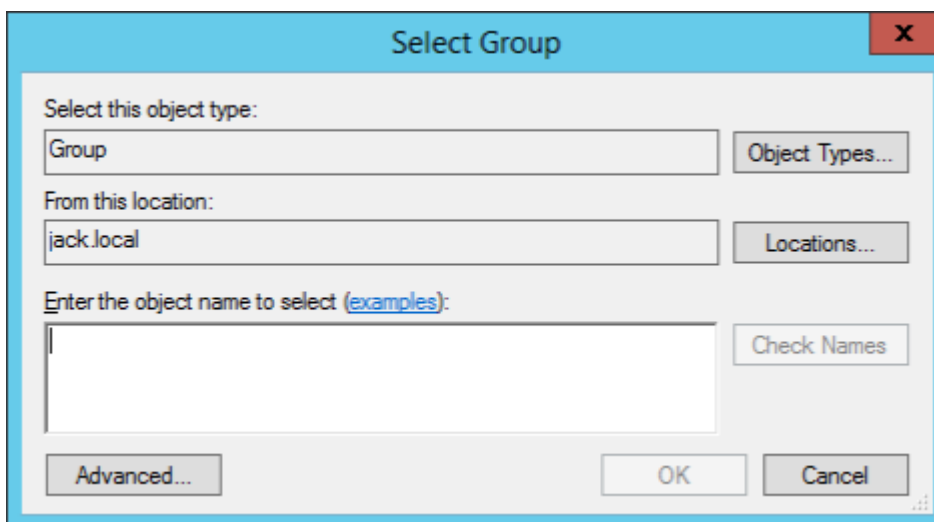 Select Group
x
Select this object type:
Group
Object Types...
From this location:
jack.local
Locations...
Enter the object name to select (examples):
Check Names
Advanced...
OK
Cancel